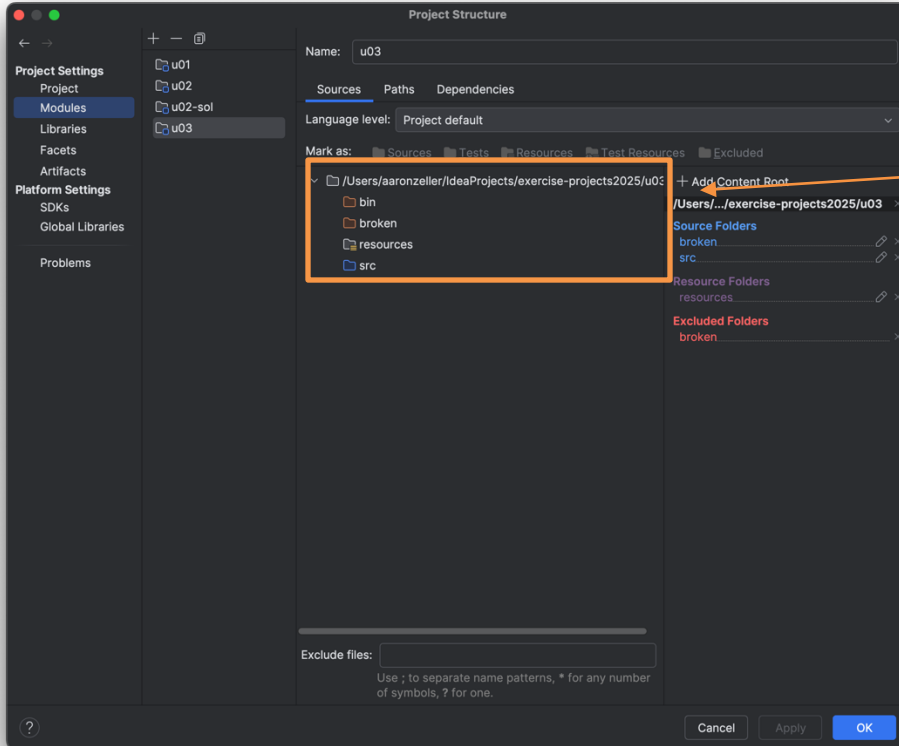 Project Structure
Project Settings
Project
Modules
Libraries
Facets
Artifacts
Platform Settings
SDKs
Global Libraries
Problems
u01
u02
u02-sol
u03
Name: u03
Sources Paths Dependencies
Language level: Project default
Mark as: Sources Tests Resources Test Resources Excluded
/Users/aaronzeller/IdeaProjects/exercise-projects2025/u03
bin
broken
resources
src
+ Add Content Root
/Users/.../exercise-projects2025/u03
Source Folders
broken
src
Resource Folders
resources
Excluded Folders
broken
Exclude files:
Use ; to separate name patterns, * for any number
of symbols, ? for one.
?
Cancel Apply OK